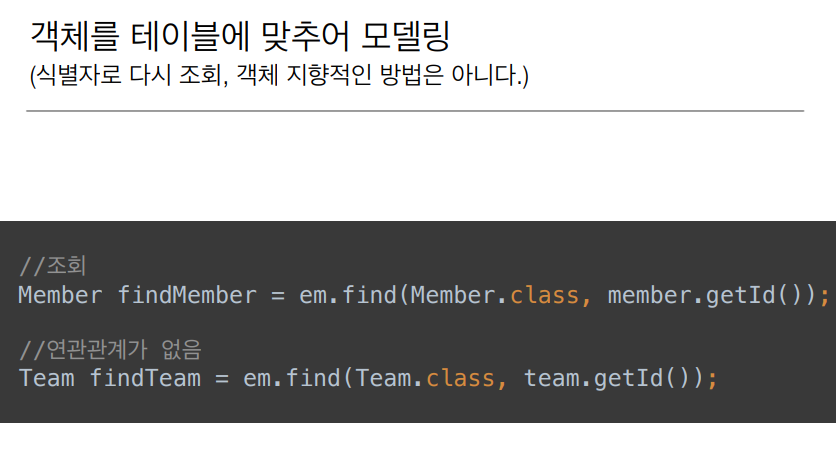 객체를 테이블에 맞추어 모델링
(식별자로 다시 조회, 객체 지향적인 방법은 아니다.)
//조회
Member findMember = em.find(Member.class, member.getId());
//연관관계가 없음
Team findTeam = em.find(Team.class, team.getId());